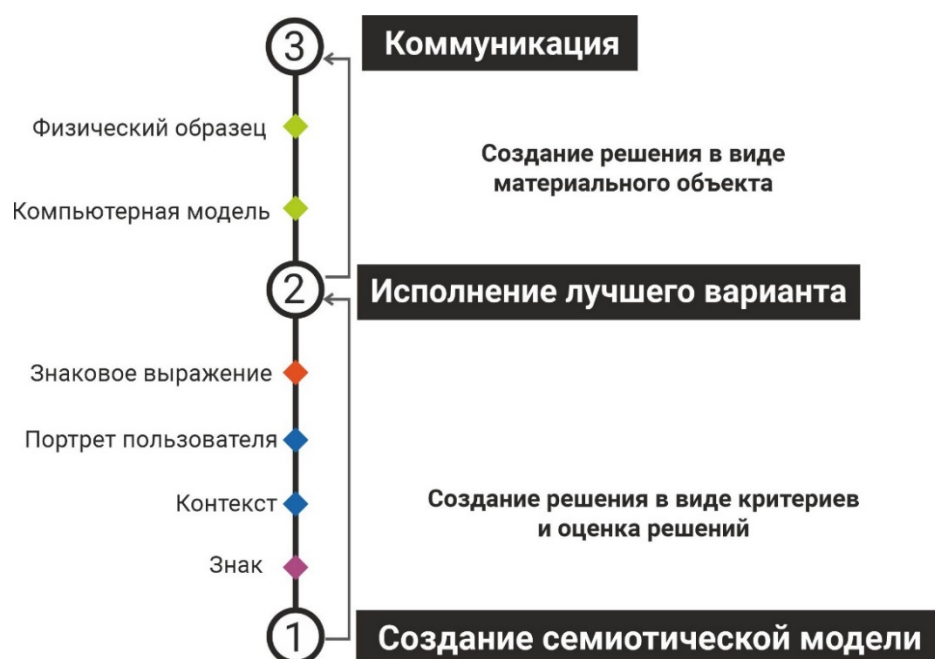 3
Коммуникация
Физический образец
Создание решения в виде
материального объекта
Компьютерная модель
2
Исполнение лучшего варианта
Знаковое выражение
Портрет пользователя
Контекст
Создание решения в виде критериев
и оценка решений
Знак
1
Создание семиотической модели